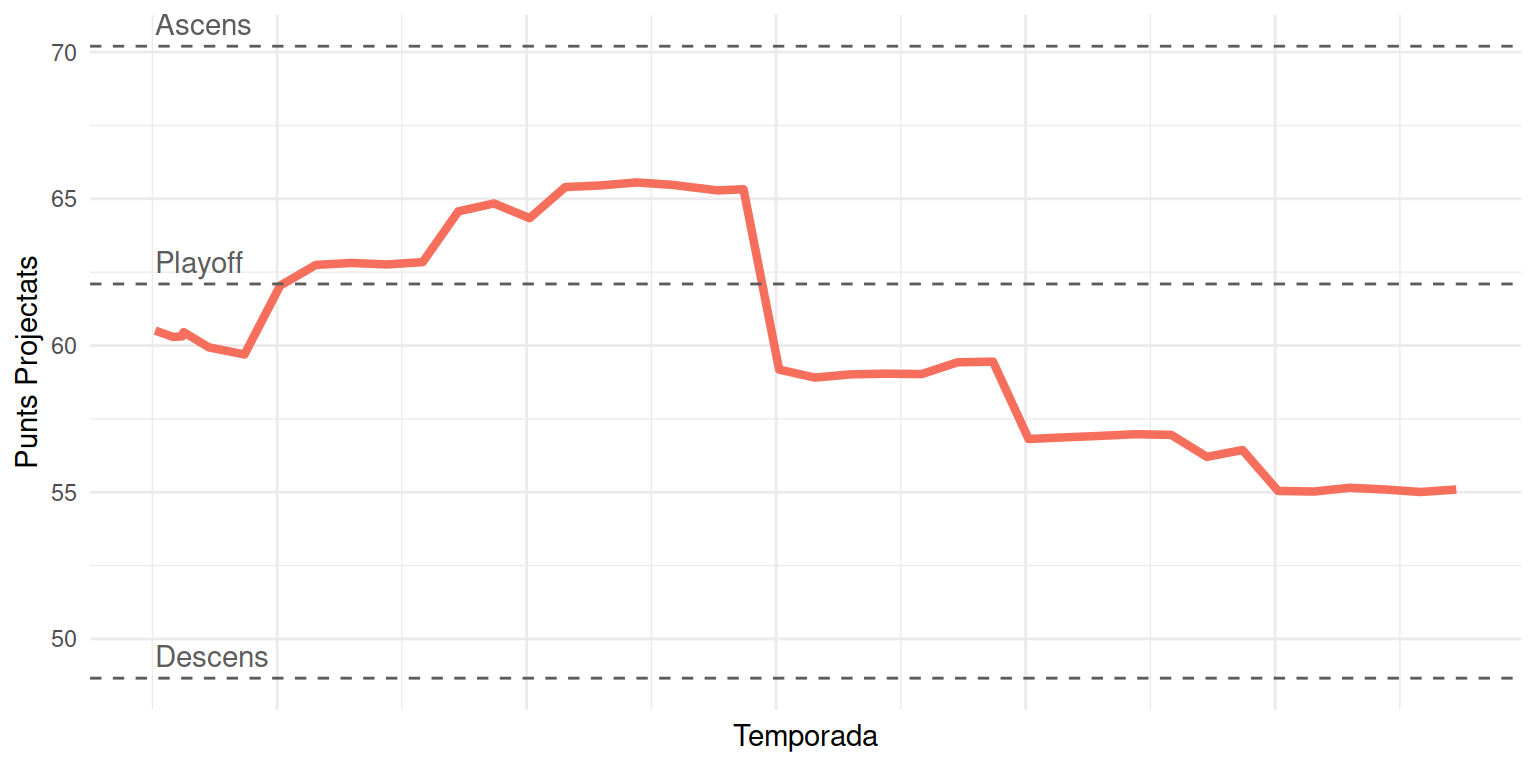 Ascens
70
65
Playoff
60
55
50
Descens
Punts Projectats
Temporada